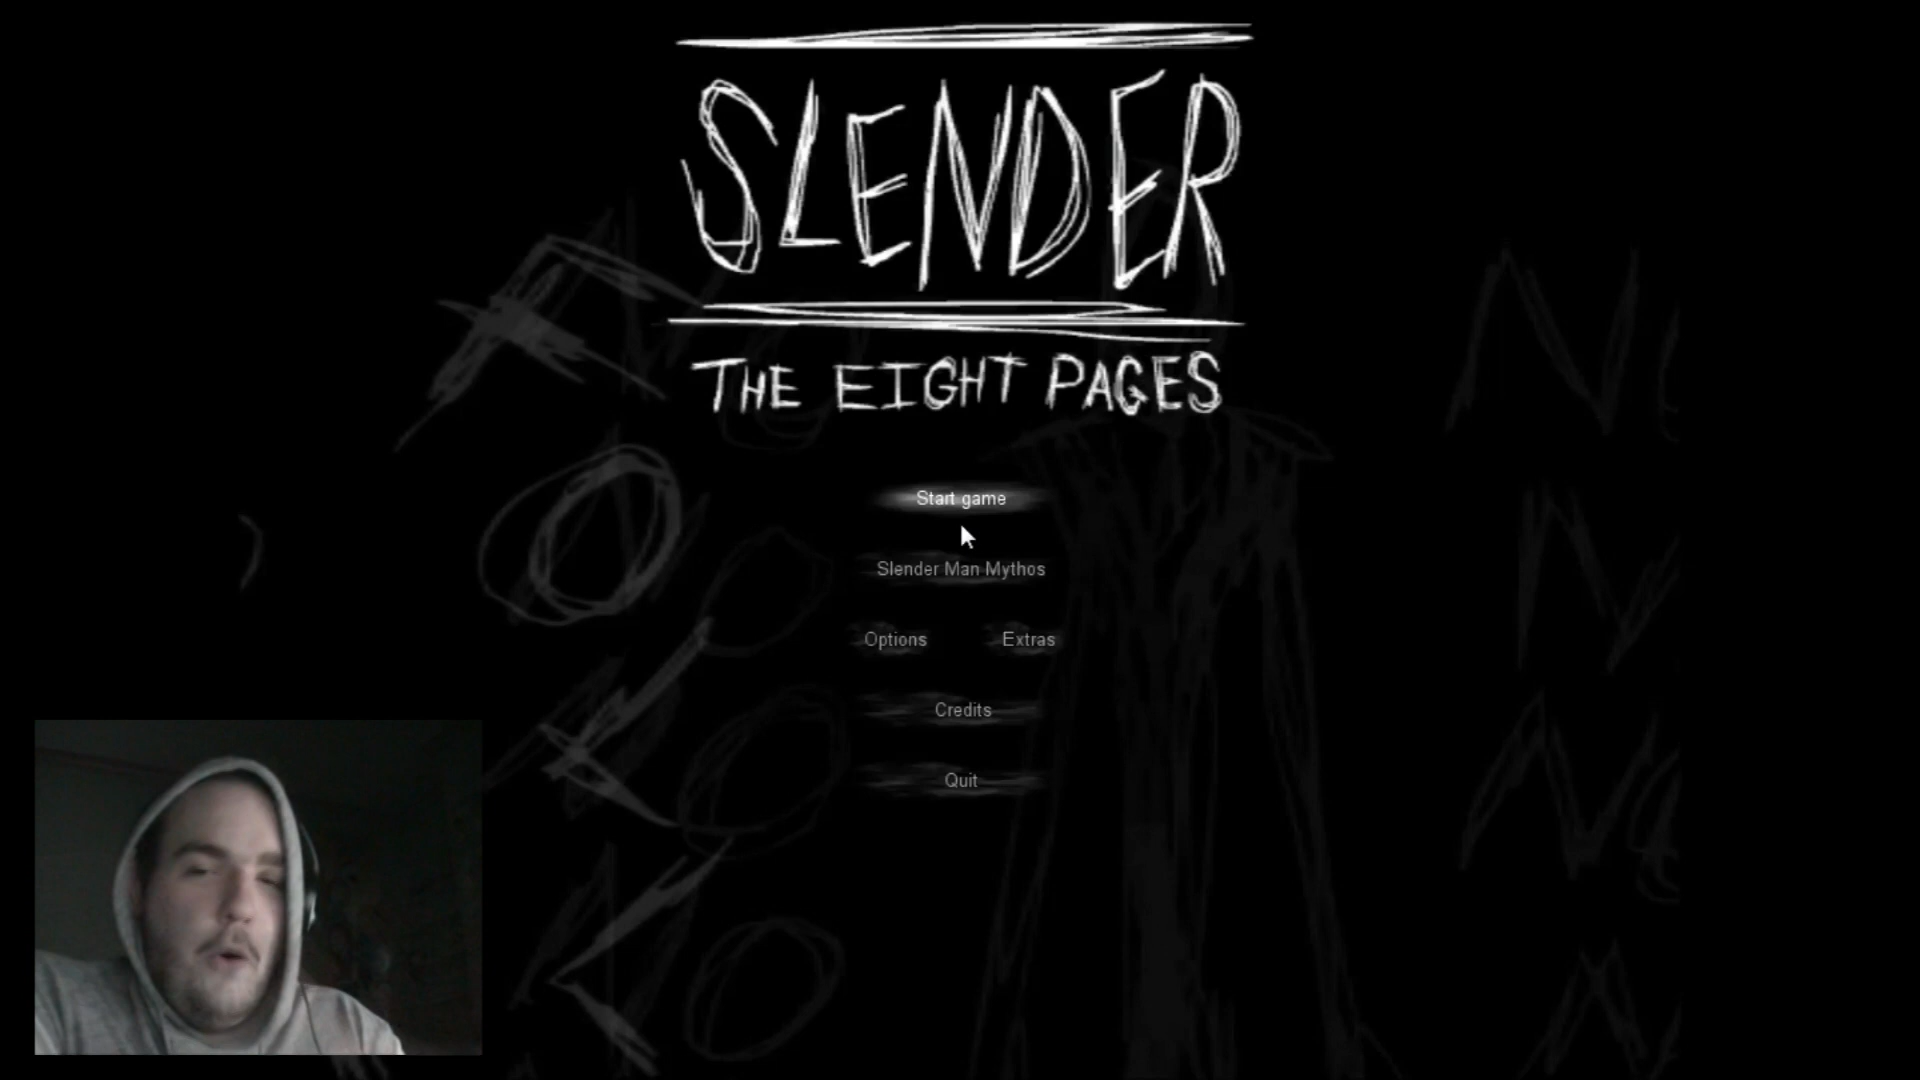 SLENDER
THE EIGHT PAGES
Start game
Slender Man Mythos
Options Extras
Credits
Quit